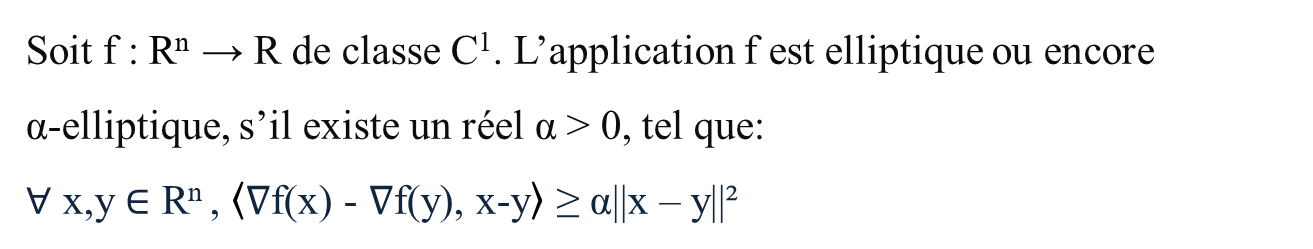 Soit f : Rⁿ → R de classe C¹. L’application f est elliptique ou encore
α-elliptique, s’il existe un réel α > 0, tel que:
∀ x,y ∈ Rⁿ , ⟨∇f(x) - ∇f(y), x-y⟩ ≥ α||x – y||²